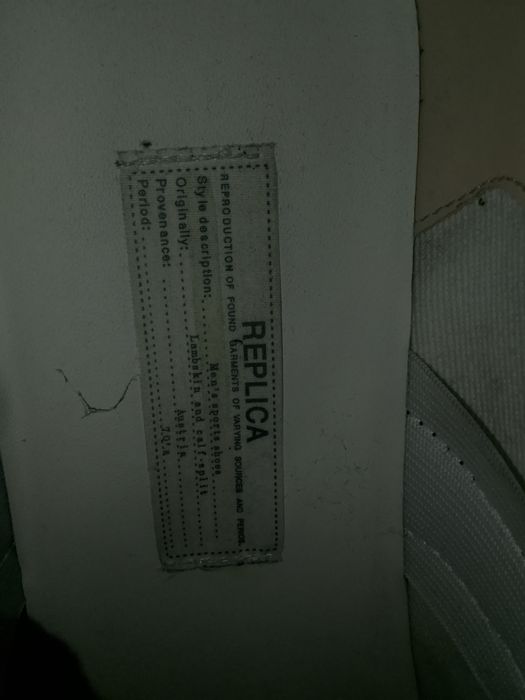 REPLICA
REPRODUCTION OF FOUND GARMENTS OF VARYING SOURCES AND PERIODS.
Style description:........Men's sports shoes
Lambskin and calf split
Originally:
Provenance:........Austria
Period:........70's